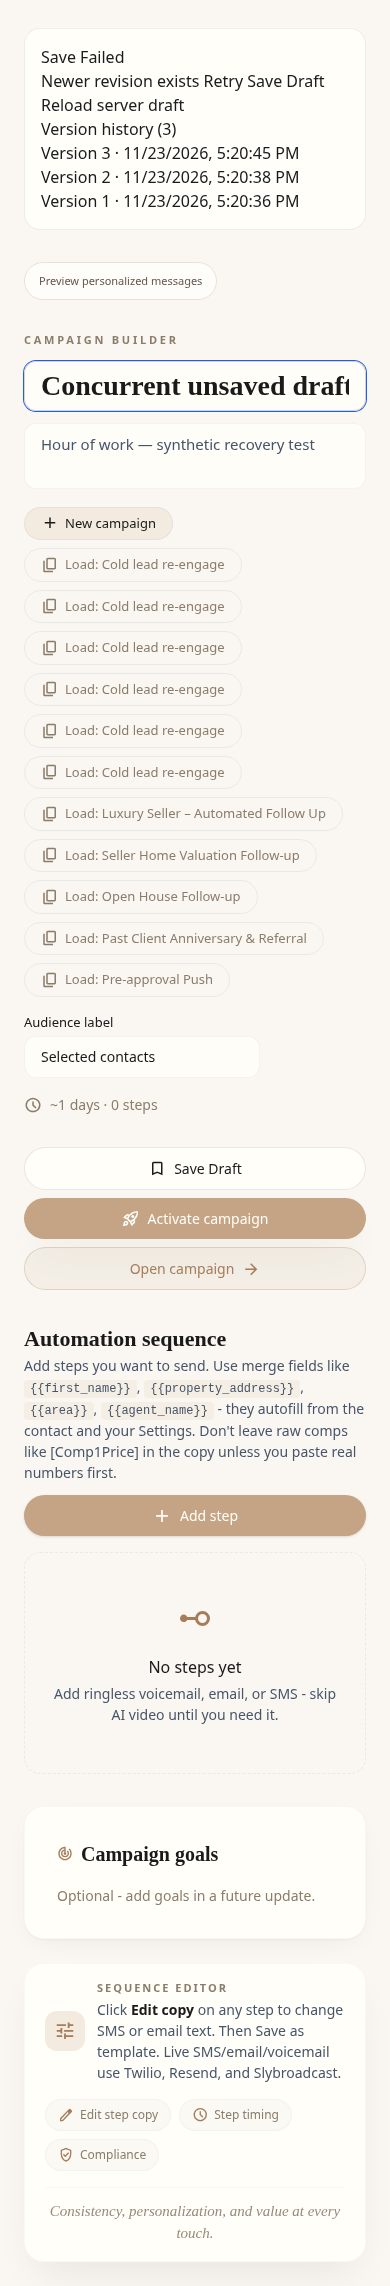 Save Failed
Newer revision exists Retry Save Draft
Reload server draft
Version history (3)
Version 3 · 11/23/2026, 5:20:45 PM
Version 2 · 11/23/2026, 5:20:38 PM
Version 1 · 11/23/2026, 5:20:36 PM
Preview personalized messages
CAMPAIGN BUILDER
Concurrent unsaved draft
Hour of work — synthetic recovery test
New campaign
Load: Cold lead re-engage
Load: Cold lead re-engage
Load: Cold lead re-engage
Load: Cold lead re-engage
Load: Cold lead re-engage
Load: Cold lead re-engage
Load: Luxury Seller – Automated Follow Up
Load: Seller Home Valuation Follow-up
Load: Open House Follow-up
Load: Past Client Anniversary & Referral
Load: Pre-approval Push
Audience label
Selected contacts
~1 days · 0 steps
Save Draft
Activate campaign
Open campaign
Automation sequence
Add steps you want to send. Use merge fields like
{{first_name}}, {{property_address}},
{{area}}, {{agent_name}} - they autofill from the
contact and your Settings. Don't leave raw comps
like [Comp1Price] in the copy unless you paste real
numbers first.
Add step
No steps yet
Add ringless voicemail, email, or SMS - skip
AI video until you need it.
Campaign goals
Optional - add goals in a future update.
SEQUENCE EDITOR
Click Edit copy on any step to change
SMS or email text. Then Save as
template. Live SMS/email/voicemail
use Twilio, Resend, and Slybroadcast.
Edit step copy
Step timing
Compliance
Consistency, personalization, and value at every
touch.